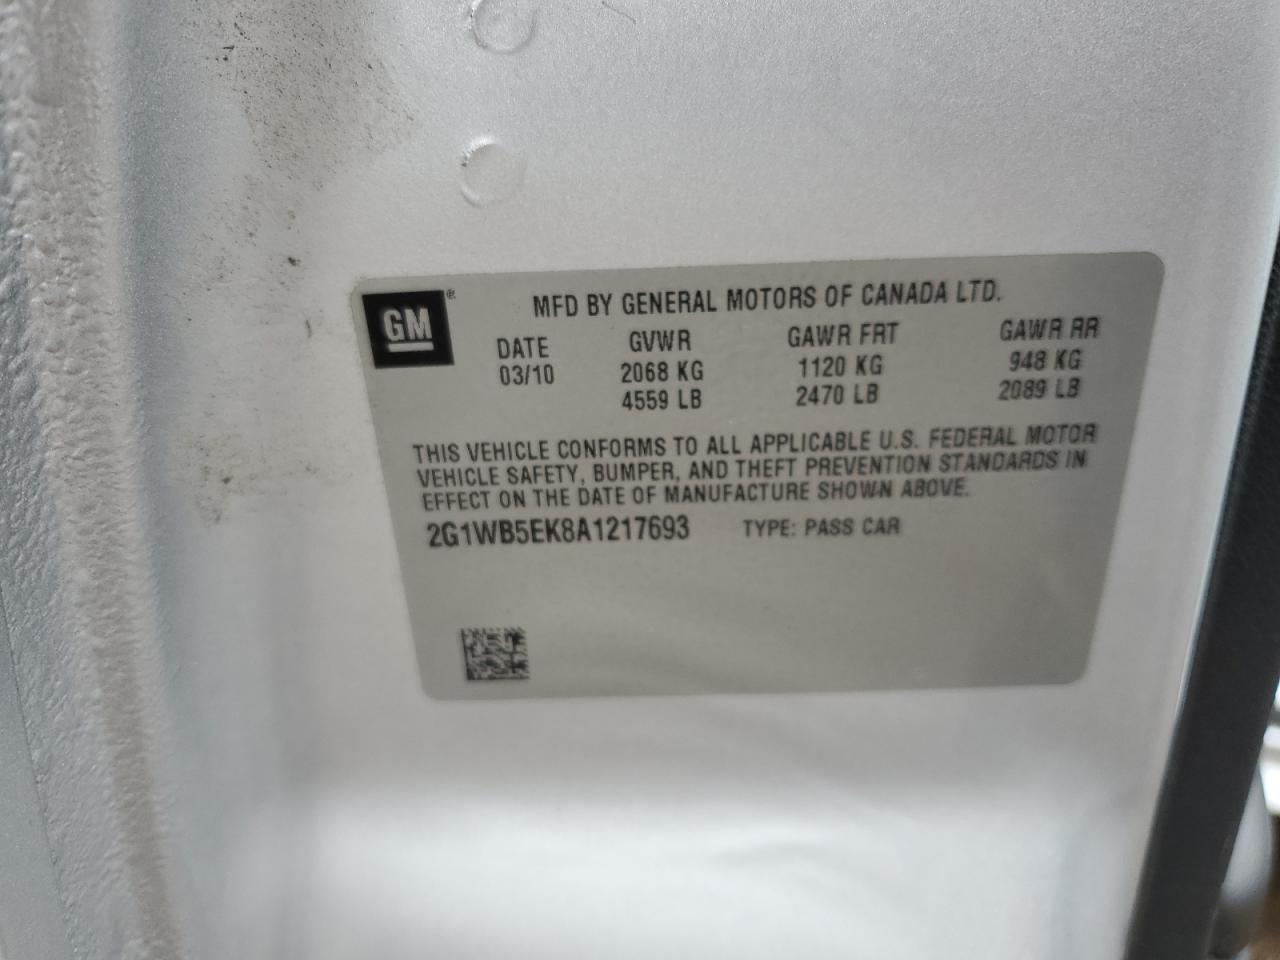 GM ®
MFD BY GENERAL MOTORS OF CANADA LTD.
DATE GVWR GAWR FRT GAWR RR
03/10 2068 KG 1120 KG 948 KG
4559 LB 2470 LB 2089 LB
THIS VEHICLE CONFORMS TO ALL APPLICABLE U.S. FEDERAL MOTOR
VEHICLE SAFETY, BUMPER, AND THEFT PREVENTION STANDARDS IN
EFFECT ON THE DATE OF MANUFACTURE SHOWN ABOVE.
2G1WB5EK8A1217693 TYPE: PASS CAR